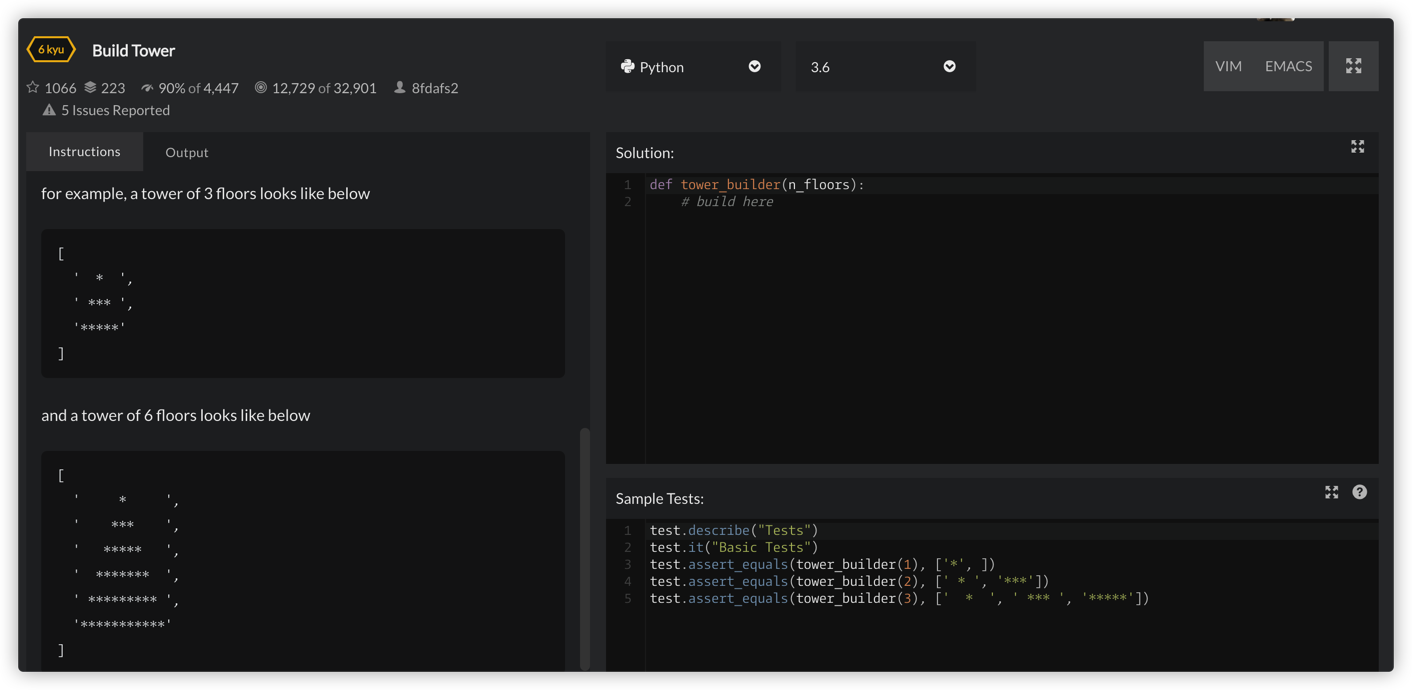 6 kyu Build Tower
1066 223 90% of 4,447 12,729 of 32,901 8fdafs2
5 Issues Reported
Python 3.6 VIM EMACS
Instructions Output
for example, a tower of 3 floors looks like below
[
  '  *  ',
  ' *** ',
  '*****'
]
and a tower of 6 floors looks like below
[
  '     *     ',
  '    ***    ',
  '   *****   ',
  '  *******  ',
  ' ********* ',
  '***********'
]
Solution:
1 def tower_builder(n_floors):
2     # build here
Sample Tests:
?
1 test.describe("Tests")
2 test.it("Basic Tests")
3 test.assert_equals(tower_builder(1), ['*', ])
4 test.assert_equals(tower_builder(2), [' * ', '***'])
5 test.assert_equals(tower_builder(3), ['  *  ', ' *** ', '*****'])